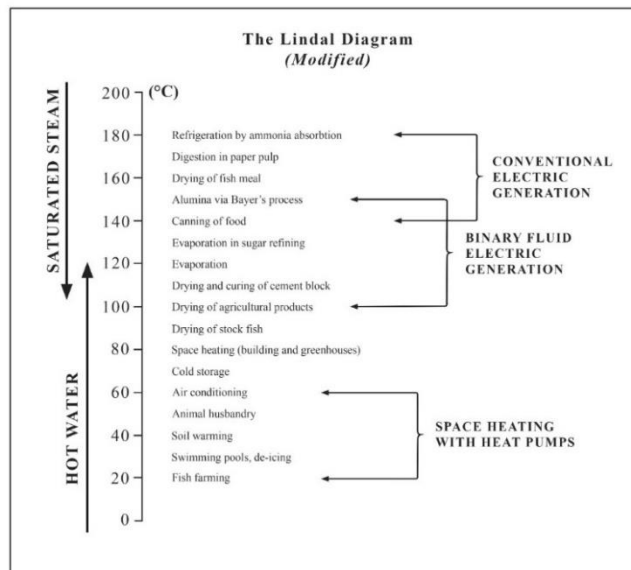 The Lindal Diagram
(Modified)
200 (°C)
180 Refrigeration by ammonia absorbtion
Digestion in paper pulp
160 Drying of fish meal
Alumina via Bayer's process
140 Canning of food
Evaporation in sugar refining
120 Evaporation
Drying and curing of cement block
100 Drying of agricultural products
Drying of stock fish
80 Space heating (building and greenhouses)
Cold storage
60 Air conditioning
Animal husbandry
40 Soil warming
Swimming pools, de-icing
20 Fish farming
0
SATURATED STEAM
HOT WATER
CONVENTIONAL
ELECTRIC
GENERATION
BINARY FLUID
ELECTRIC
GENERATION
SPACE HEATING
WITH HEAT PUMPS